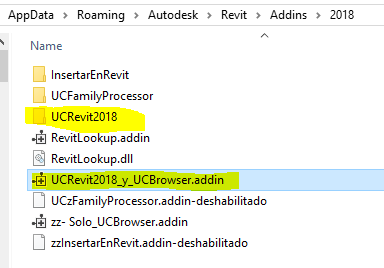 AppData > Roaming > Autodesk > Revit > Addins > 2018
Name
InsertarEnRevit
UCFamilyProcessor
UCRevit2018
RevitLookup.addin
RevitLookup.dll
UCRevit2018_y_UCBrowser.addin
UCzFamilyProcessor.addin-deshabilitado
zz- Solo_UCBrowser.addin
zzInsertarEnRevit.addin-deshabilitado